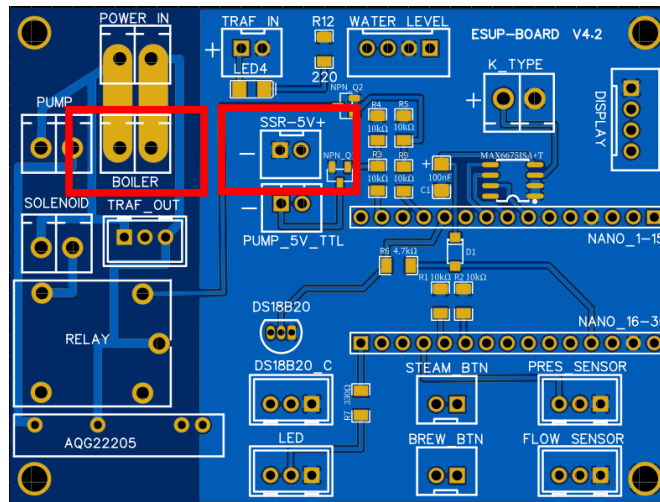 POWER IN
TRAF_IN
R12
WATER_LEVEL
ESUP-BOARD V4.2
+
LED4
220
K_TYPE
+
DISPLAY
NPN_Q2
PUMP
R4
10kΩ
R5
10kΩ
SSR-5V+
-
NPN_Q
R3
10kΩ
R9
10kΩ
+
100nF
C1
MAX6675ISA+T
BOILER
SOLENOID
TRAF_OUT
-
PUMP_5V_TTL
NANO_1-15
R6 4.7kΩ
D1
R1 10kΩ
R2 10kΩ
DS18B20
RELAY
NANO_16-30
DS18B20_C
330Ω
R7
STEAM_BTN
PRES_SENSOR
AQG22205
LED
BREW_BTN
FLOW_SENSOR